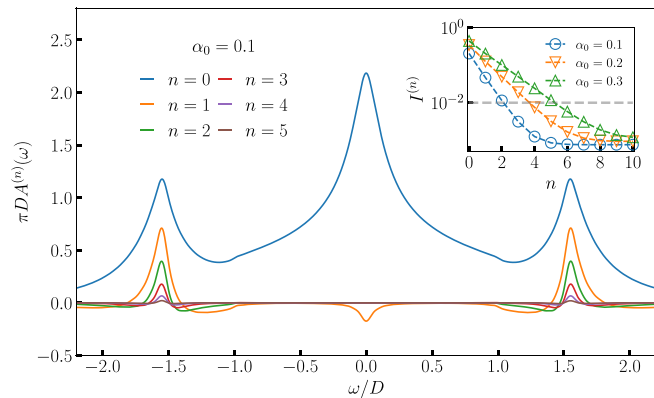 α₀ = 0.1
n = 0
n = 1
n = 2
n = 3
n = 4
n = 5
πDA⁽ⁿ⁾(ω)
2.5
2.0
1.5
1.0
0.5
0.0
−0.5
−2.0 −1.5 −1.0 −0.5 0.0 0.5 1.0 1.5 2.0
ω/D
I⁽ⁿ⁾
10⁰
10⁻²
α₀ = 0.1
α₀ = 0.2
α₀ = 0.3
0 2 4 6 8 10
n